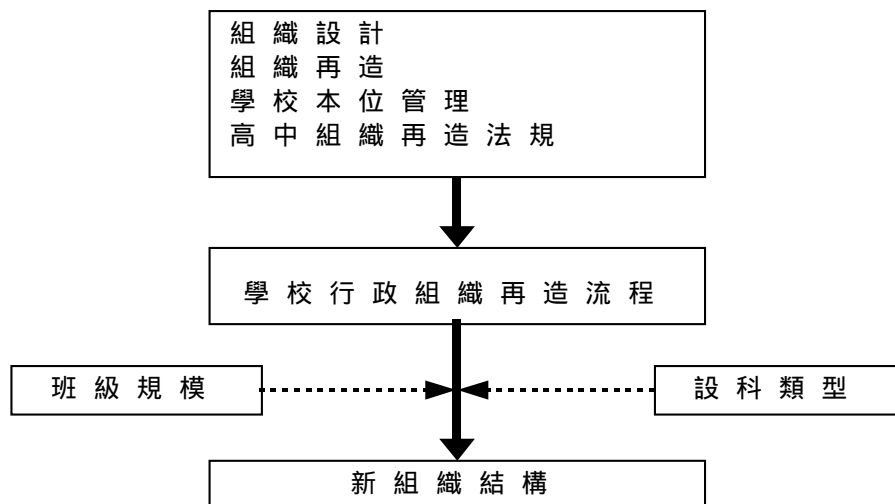 組織設計
組織再造
學校本位管理
高中組織再造法規
學校行政組織再造流程
班級規模
設科類型
新組織結構